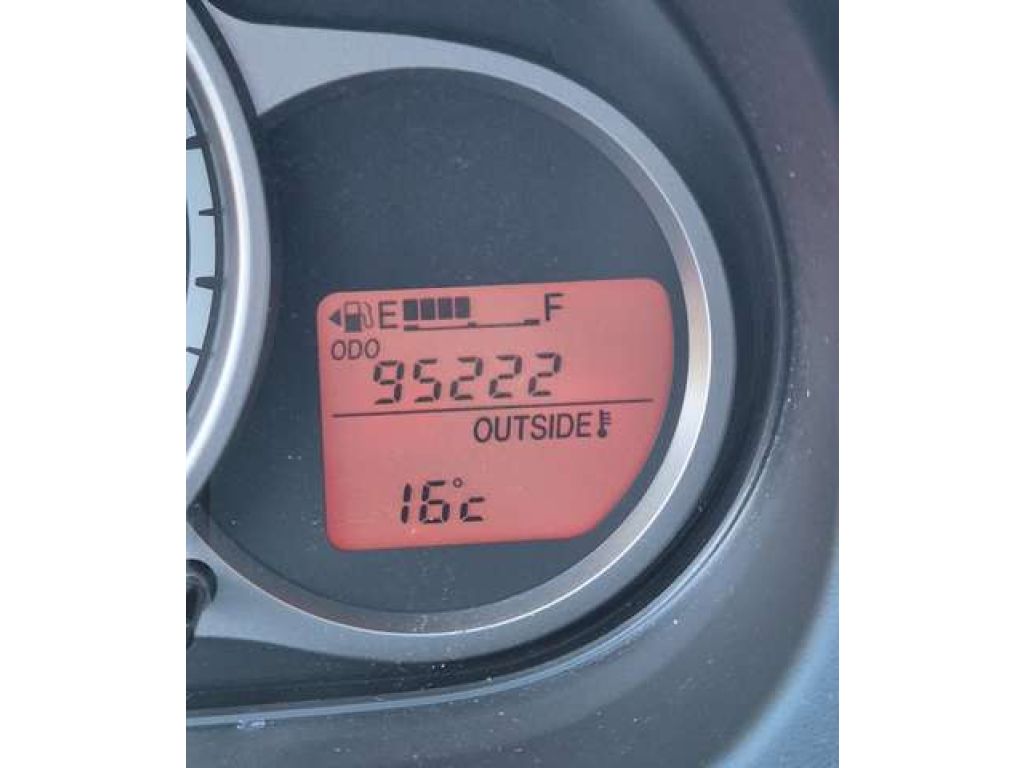 E F
ODO
95222
OUTSIDE
16°c